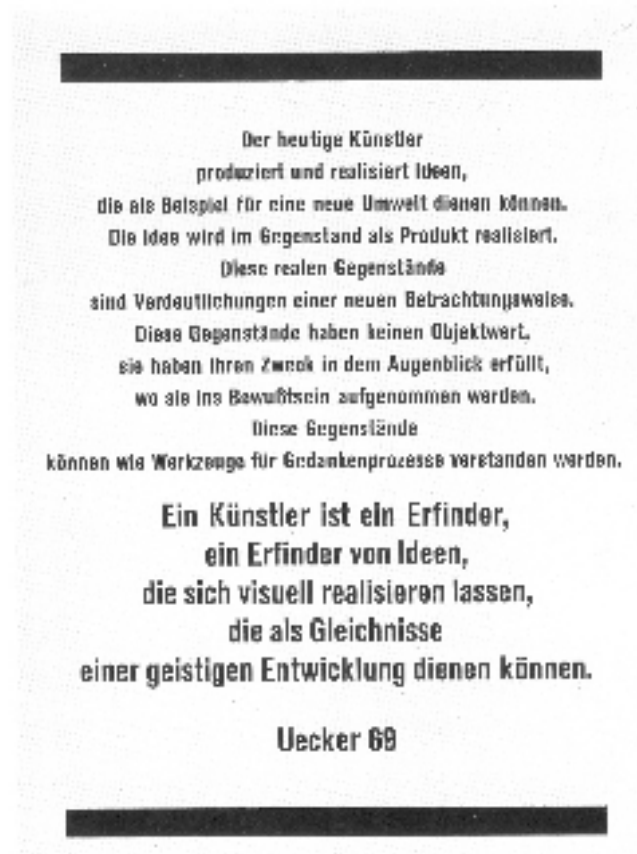 Der heutige Künstler
produziert und realisiert Ideen,
die als Beispiel für eine neue Umwelt dienen können.
Die Idee wird im Gegenstand als Produkt realisiert.
Diese realen Gegenstände
sind Verdeutlichungen einer neuen Betrachtungsweise.
Diese Gegenstände haben keinen Objektwert,
sie haben ihren Zweck in dem Augenblick erfüllt,
wo sie ins Bewußtsein aufgenommen werden.
Diese Gegenstände
können wie Werkzeuge für Gedankenprozesse verstanden werden.
Ein Künstler ist ein Erfinder,
ein Erfinder von Ideen,
die sich visuell realisieren lassen,
die als Gleichnisse
einer geistigen Entwicklung dienen können.
Uecker 69